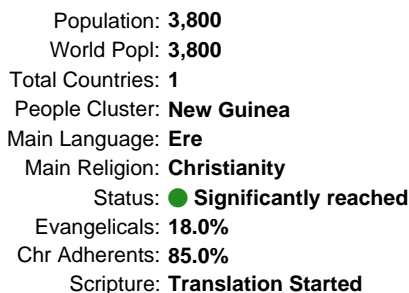 Population: 3,800
World Popl: 3,800
Total Countries: 1
People Cluster: New Guinea
Main Language: Ere
Main Religion: Christianity
Status: Significantly reached
Evangelicals: 18.0%
Chr Adherents: 85.0%
Scripture: Translation Started